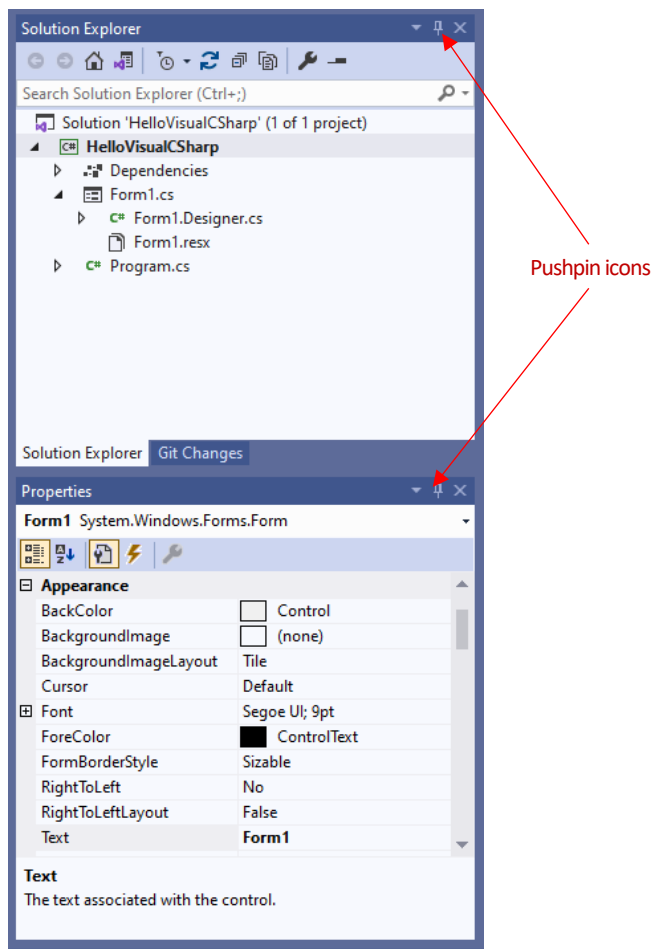 Solution Explorer
Search Solution Explorer (Ctrl+;)
Solution 'HelloVisualCSharp' (1 of 1 project)
C# HelloVisualCSharp
Dependencies
Form1.cs
C# Form1.Designer.cs
Form1.resx
C# Program.cs
Pushpin icons
Solution Explorer Git Changes
Properties
Form1 System.Windows.Forms.Form
Appearance
BackColor Control
BackgroundImage (none)
BackgroundImageLayout Tile
Cursor Default
Font Segoe UI; 9pt
ForeColor ControlText
FormBorderStyle Sizable
RightToLeft No
RightToLeftLayout False
Text Form1
Text
The text associated with the control.